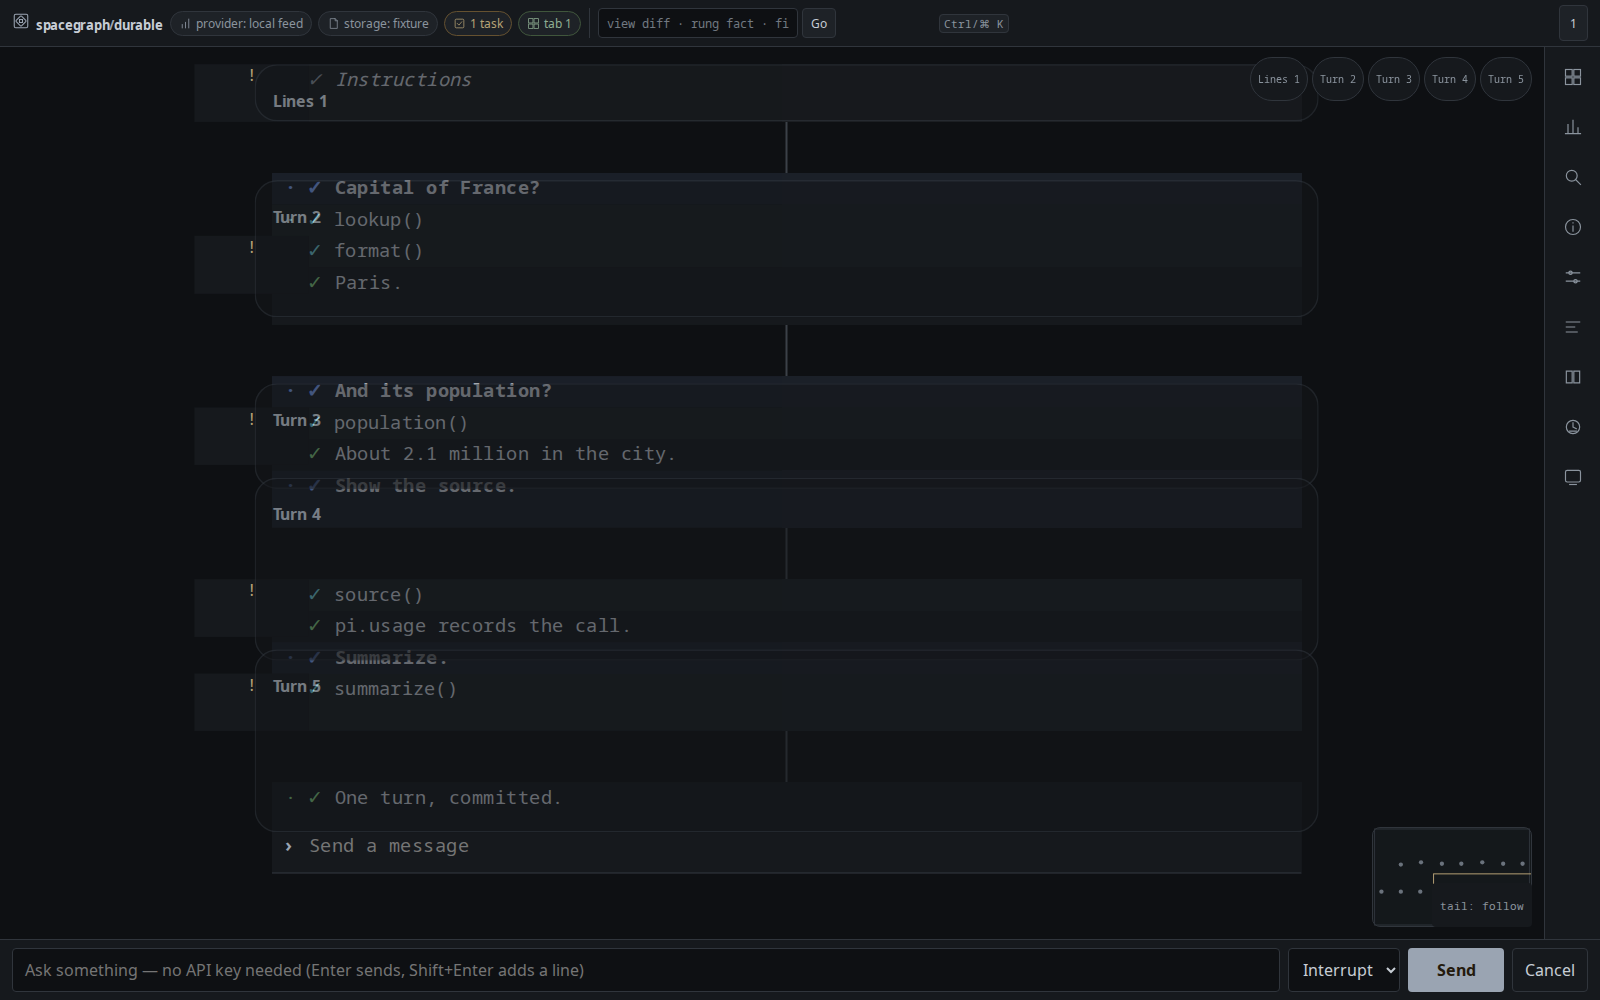 spacegraph/durable provider: local feed storage: fixture 1 task tab 1 view diff · rung fact · fi Go Ctrl/⌘ K 1
Lines 1 Turn 2 Turn 3 Turn 4 Turn 5
! ✓ Instructions
Lines 1
· ✓ Capital of France?
Turn 2 ✓ lookup()
! ✓ format()
✓ Paris.
· ✓ And its population?
! Turn 3 ✓ population()
✓ About 2.1 million in the city.
· ✓ Show the source.
Turn 4
! ✓ source()
✓ pi.usage records the call.
· ✓ Summarize.
! Turn 5 ✓ summarize()
· ✓ One turn, committed.
› Send a message
tail: follow
Ask something — no API key needed (Enter sends, Shift+Enter adds a line) Interrupt Send Cancel